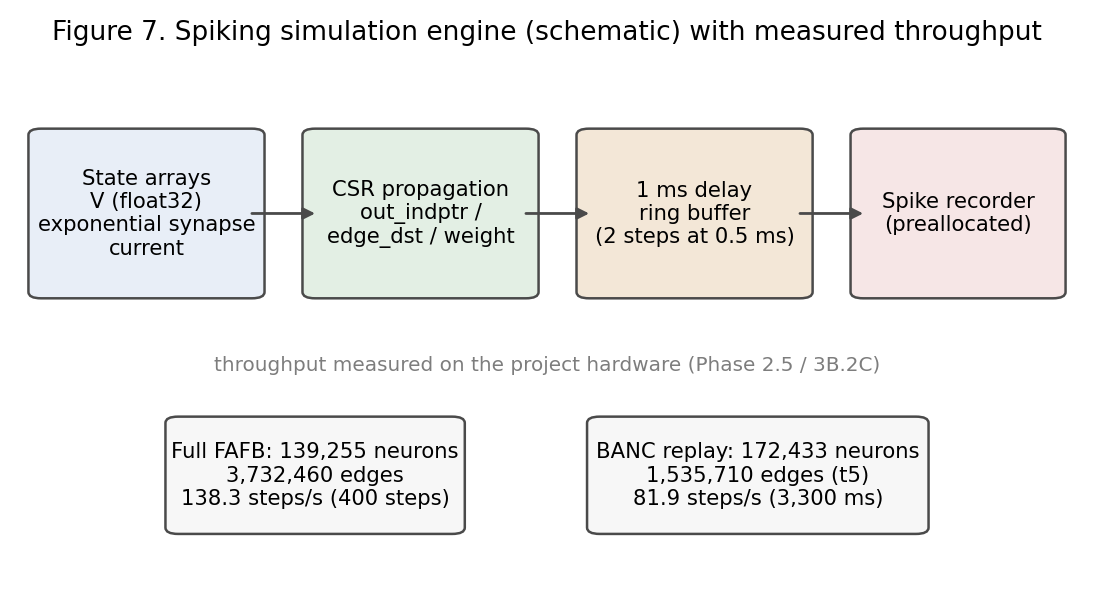 Figure 7. Spiking simulation engine (schematic) with measured throughput
State arrays
V (float32)
exponential synapse
current
CSR propagation
out_indptr /
edge_dst / weight
1 ms delay
ring buffer
(2 steps at 0.5 ms)
Spike recorder
(preallocated)
throughput measured on the project hardware (Phase 2.5 / 3B.2C)
Full FAFB: 139,255 neurons
3,732,460 edges
138.3 steps/s (400 steps)
BANC replay: 172,433 neurons
1,535,710 edges (t5)
81.9 steps/s (3,300 ms)